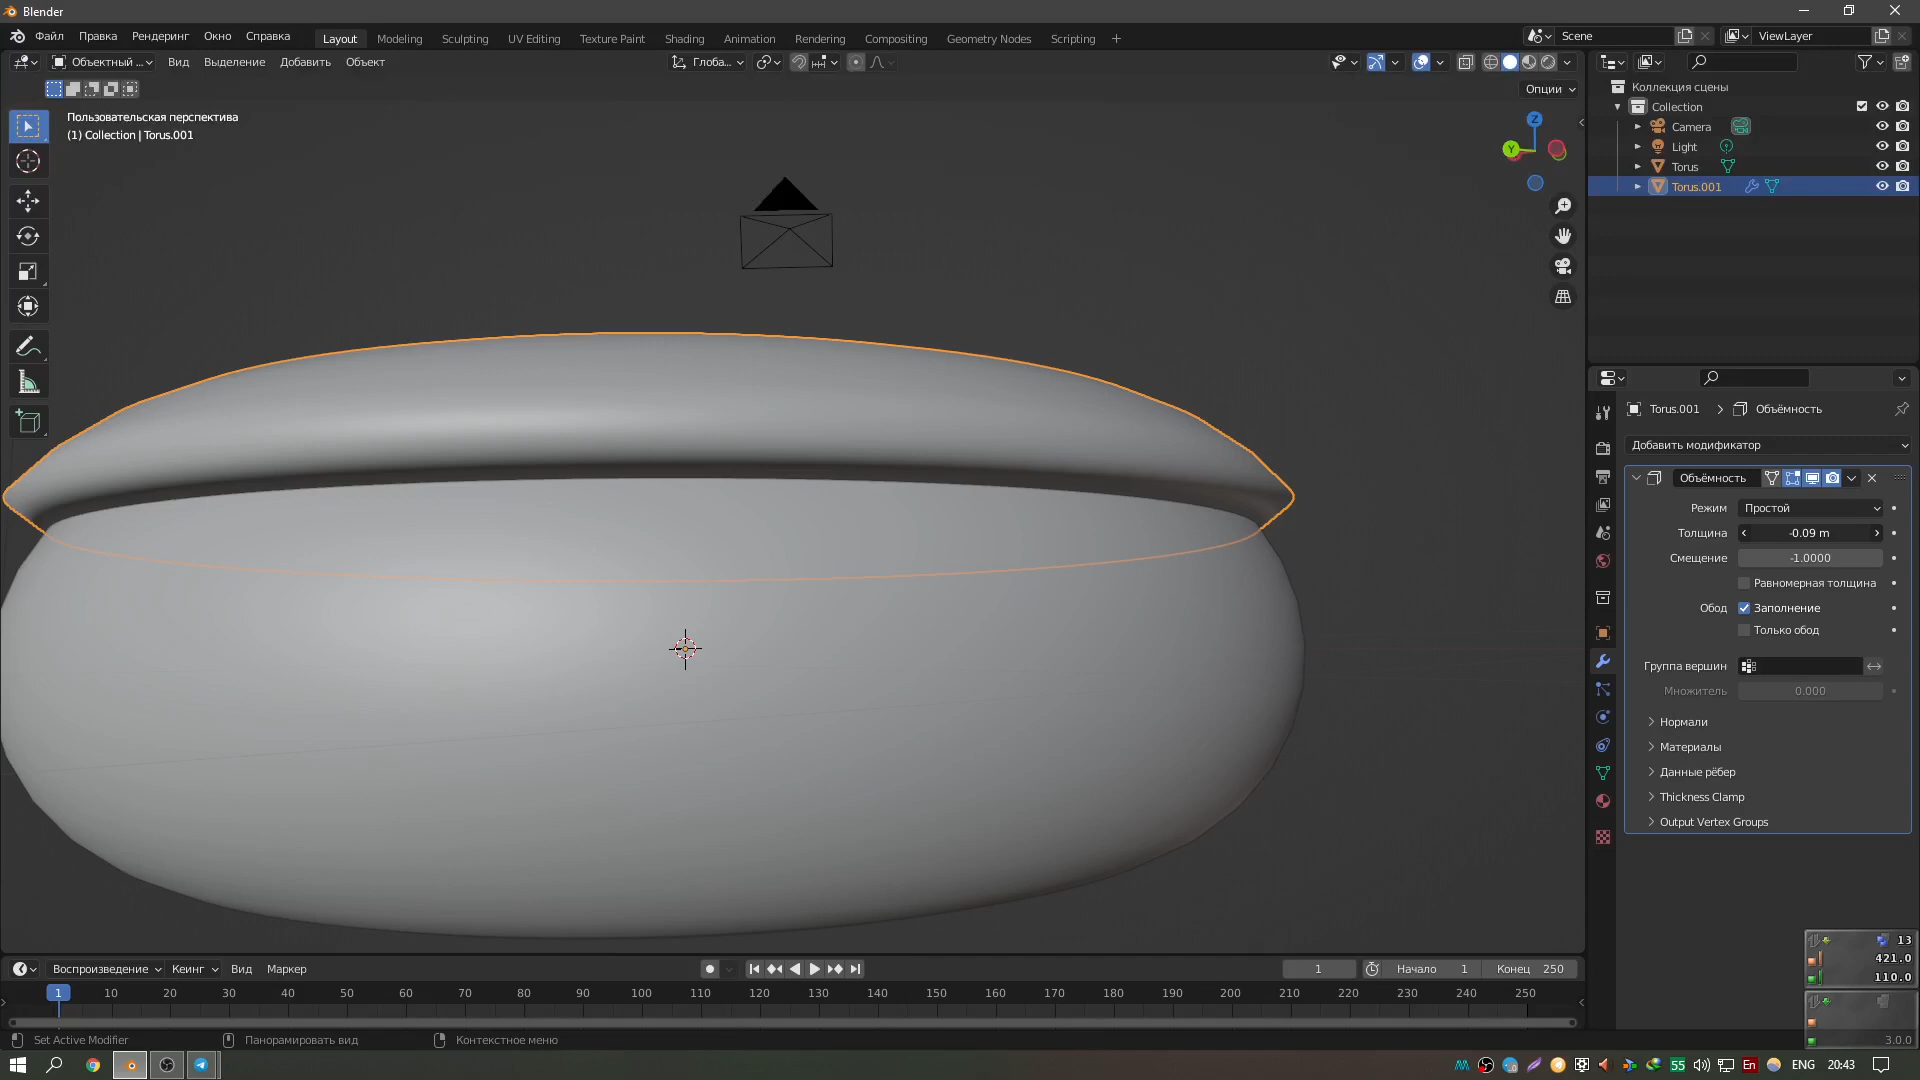 Blender
Файл Правка Рендеринг Окно Справка Layout Modeling Sculpting UV Editing Texture Paint Shading Animation Rendering Compositing Geometry Nodes Scripting + Scene ViewLayer
Объектный ... Вид Выделение Добавить Объект Глоба...
Опции
Пользовательская перспектива
(1) Collection | Torus.001
Z
Y
Коллекция сцены
Collection
Camera
Light
Torus
Torus.001
Torus.001 > Объёмность
Добавить модификатор
Объёмность
Режим Простой
Толщина -0.09 m
Смещение -1.0000
Равномерная толщина
Обод Заполнение
Только обод
Группа вершин
Множитель 0.000
Нормали
Материалы
Данные рёбер
Thickness Clamp
Output Vertex Groups
13
421.0
110.0
Воспроизведение Кеинг Вид Маркер 1 Начало 1 Конец 250
1 10 20 30 40 50 60 70 80 90 100 110 120 130 140 150 160 170 180 190 200 210 220 230 240 250
Set Active Modifier Панорамировать вид Контекстное меню 3.0.0
55 En ENG 20:43